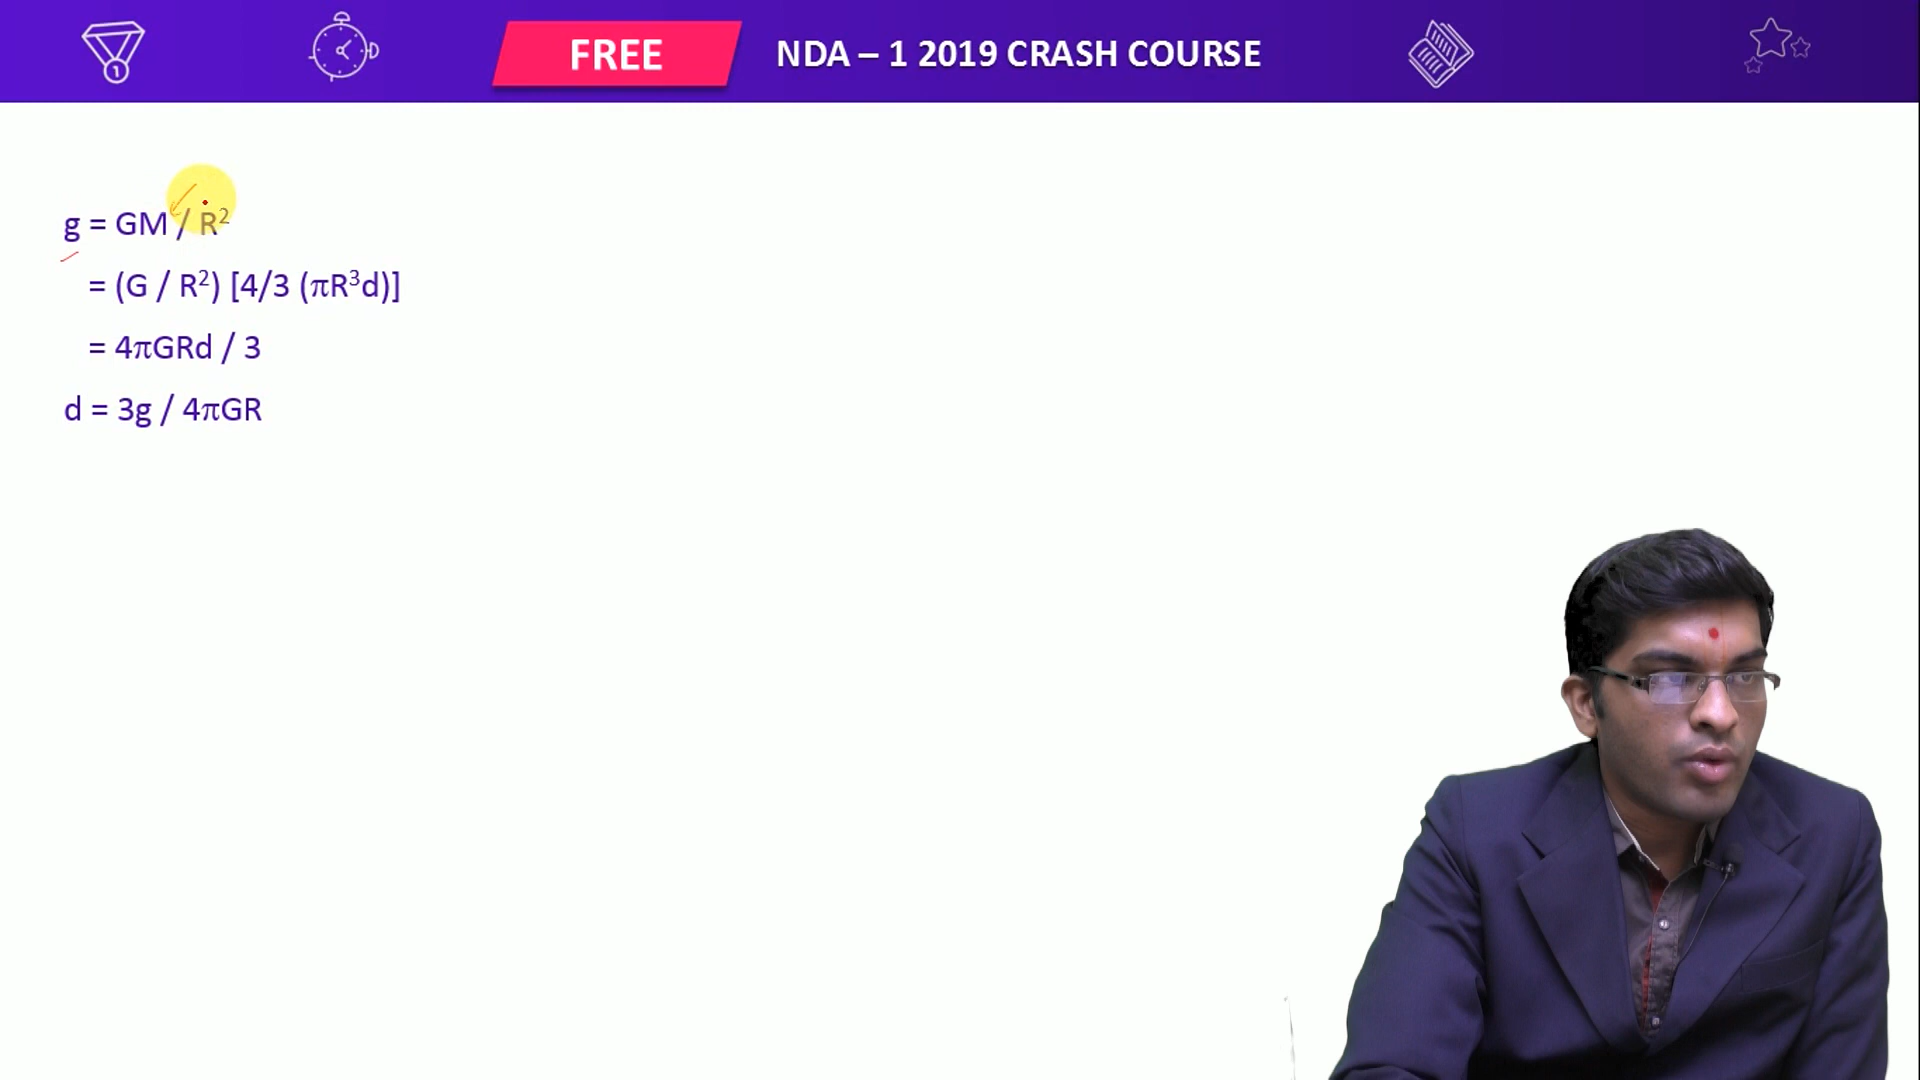 FREE NDA – 1 2019 CRASH COURSE
g = GM / R²
= (G / R²) [4/3 (πR³d)]
= 4πGRd / 3
d = 3g / 4πGR